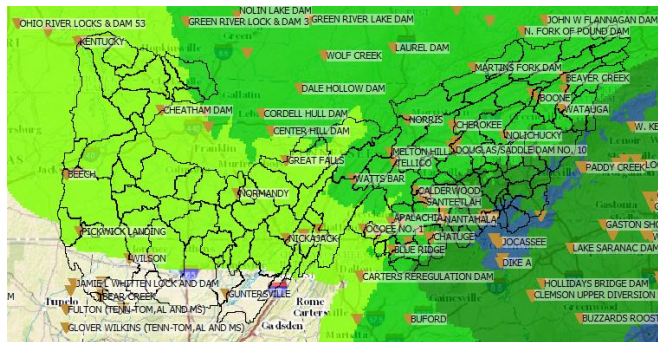 NOLIN LAKE DAM
OHIO RIVER LOCKS & DAM 53
GREEN RIVER LOCK & DAM 3
GREEN RIVER LAKE DAM
JOHN W FLANNAGAN DAM
N. FORK OF POUND DAM
KENTUCKY
LAUREL DAM
WOLF CREEK
MARTINS FORK DAM
BEAVER CREEK
DALE HOLLOW DAM
BOONE
WATAUGA
CHEATHAM DAM
CORDELL HULL DAM
NORRIS
CHEROKEE
W. KE
CENTER HILL DAM
NOLICHUCKY
MELTON HILL
DOUGLAS/SADDLE DAM NO. 10
GREAT FALLS
TELLICO
PADDY CREEK
LO
BEECH
WATTS BAR
NORMANDY
CALDERWOOD
SANTEETLAH
APALACHIA
NANTAHALA
GASTON SHO
PICKWICK LANDING
OCOEE NO. 1
NICKAJACK
CHATUGE
JOCASSEE
BLUE RIDGE
LAKE SARANAC DAM
WILSON
DIKE A
CARTERS REREGULATION DAM
JAMIE L WHITTEN LOCK AND DAM
HOLLIDAYS BRIDGE DAM
M
BEAR CREEK
GUNTERSVILLE
CLEMSON UPPER DIVERSION
Tupelo
Rome
FULTON (TENN-TOM,AL AND MS)
Cartersville
BUFORD
BUZZARDS ROOST
GLOVER WILKINS (TENN-TOM, AL AND MS)
Gadsden
Marietta